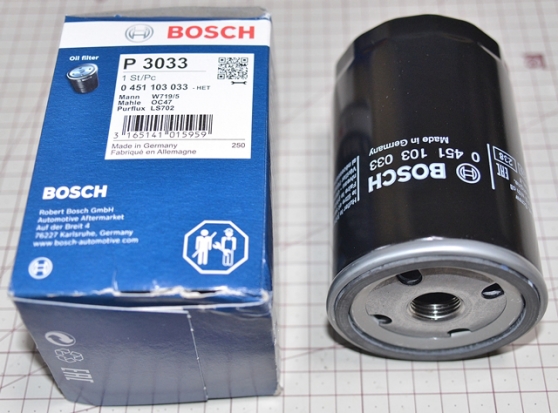 BOSCH
Oil filter
P 3033
1 St/Pc
0 451 103 033 - HET
Mann W719/5
Mahle OC47
Purflux LS702
3 165141 015959
Made in Germany
Fabriqué en Allemagne
250
BOSCH
Robert Bosch GmbH
Automotive Aftermarket
Auf der Breit 4
76227 Karlsruhe, Germany
www.bosch-automotive.com
EAC
BOSCH
0 451 103 033
Made in Germany